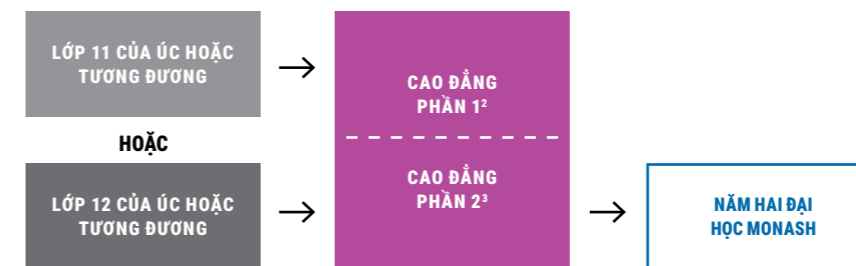 LỚP 11 CỦA ÚC HOẶC
TƯƠNG ĐƯƠNG
HOẶC
LỚP 12 CỦA ÚC HOẶC
TƯƠNG ĐƯƠNG
CAO ĐẲNG
PHẦN 1²
CAO ĐẲNG
PHẦN 2³
NĂM HAI ĐẠI
HỌC MONASH